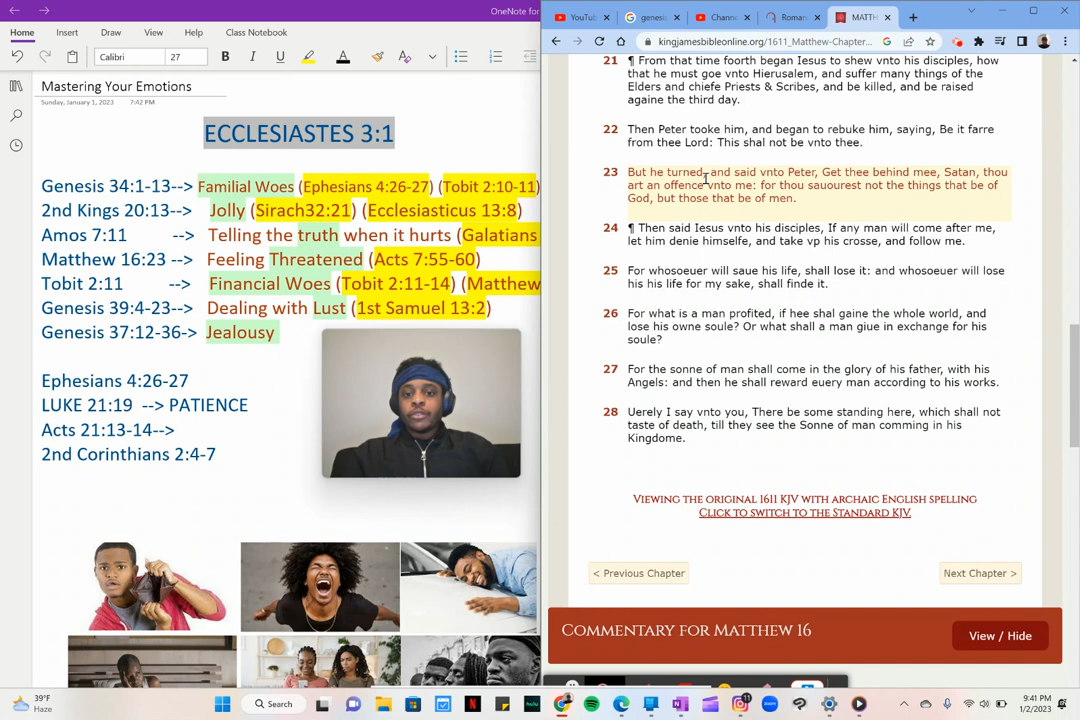 OneNote for
Home Insert Draw View Help Class Notebook
Calibri 27 B I U
Mastering Your Emotions
Sunday, January 1, 2023 7:42 PM
ECCLESIASTES 3:1
Genesis 34:1-13--> Familial Woes (Ephesians 4:26-27) (Tobit 2:10-11)
2nd Kings 20:13--> Jolly (Sirach32:21) (Ecclesiasticus 13:8)
Amos 7:11 --> Telling the truth when it hurts (Galatians
Matthew 16:23 --> Feeling Threatened (Acts 7:55-60)
Tobit 2:11 --> Financial Woes (Tobit 2:11-14) (Matthew
Genesis 39:4-23--> Dealing with Lust (1st Samuel 13:2)
Genesis 37:12-36-> Jealousy
Ephesians 4:26-27
LUKE 21:19 --> PATIENCE
Acts 21:13-14-->
2nd Corinthians 2:4-7
YouTu genesis Chann Roman MATTH
kingjamesbibleonline.org/1611_Matthew-Chapter...
21 ¶ From that time foorth began Iesus to shew vnto his disciples, how
that he must goe vnto Hierusalem, and suffer many things of the
Elders and chiefe Priests & Scribes, and be killed, and be raised
againe the third day.
22 Then Peter tooke him, and began to rebuke him, saying, Be it farre
from thee Lord: This shal not be vnto thee.
23 But he turned, and said vnto Peter, Get thee behind mee, Satan, thou
art an offence vnto me: for thou sauourest not the things that be of
God, but those that be of men.
24 ¶ Then said Iesus vnto his disciples, If any man will come after me,
let him denie himselfe, and take vp his crosse, and follow me.
25 For whosoeuer will saue his life, shall lose it: and whosoeuer will lose
his his life for my sake, shall finde it.
26 For what is a man profited, if hee shal gaine the whole world, and
lose his owne soule? Or what shall a man giue in exchange for his
soule?
27 For the sonne of man shall come in the glory of his father, with his
Angels: and then he shall reward euery man according to his works.
28 Uerely I say vnto you, There be some standing here, which shall not
taste of death, till they see the Sonne of man comming in his
Kingdome.
Viewing the original 1611 KJV with archaic English spelling
Click to switch to the Standard KJV.
< Previous Chapter Next Chapter >
Commentary for Matthew 16 View / Hide
39°F
Haze
Search
hulu
9:41 PM
1/2/2023